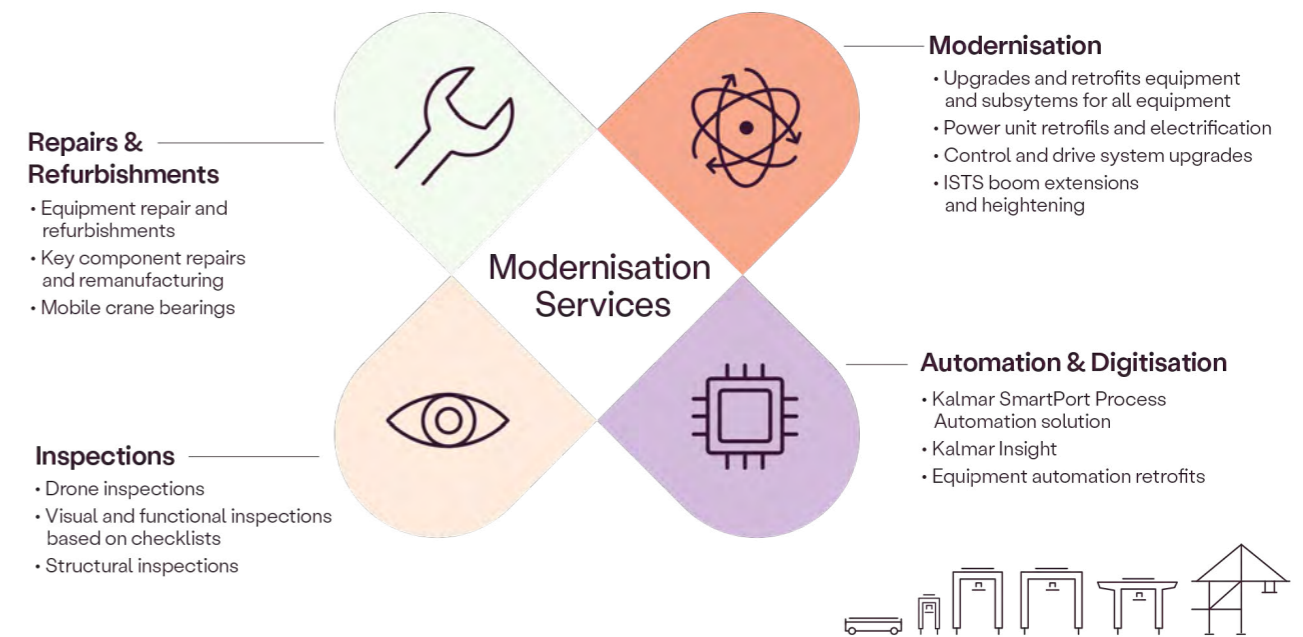 Modernisation
Services
Repairs &
Refurbishments
• Equipment repair and
refurbishments
• Key component repairs
and remanufacturing
• Mobile crane bearings
Modernisation
• Upgrades and retrofits equipment
and subsytems for all equipment
• Power unit retrofils and electrification
• Control and drive system upgrades
• ISTS boom extensions
and heightening
Inspections
• Drone inspections
• Visual and functional inspections
based on checklists
• Structural inspections
Automation & Digitisation
• Kalmar SmartPort Process
Automation solution
• Kalmar Insight
• Equipment automation retrofits